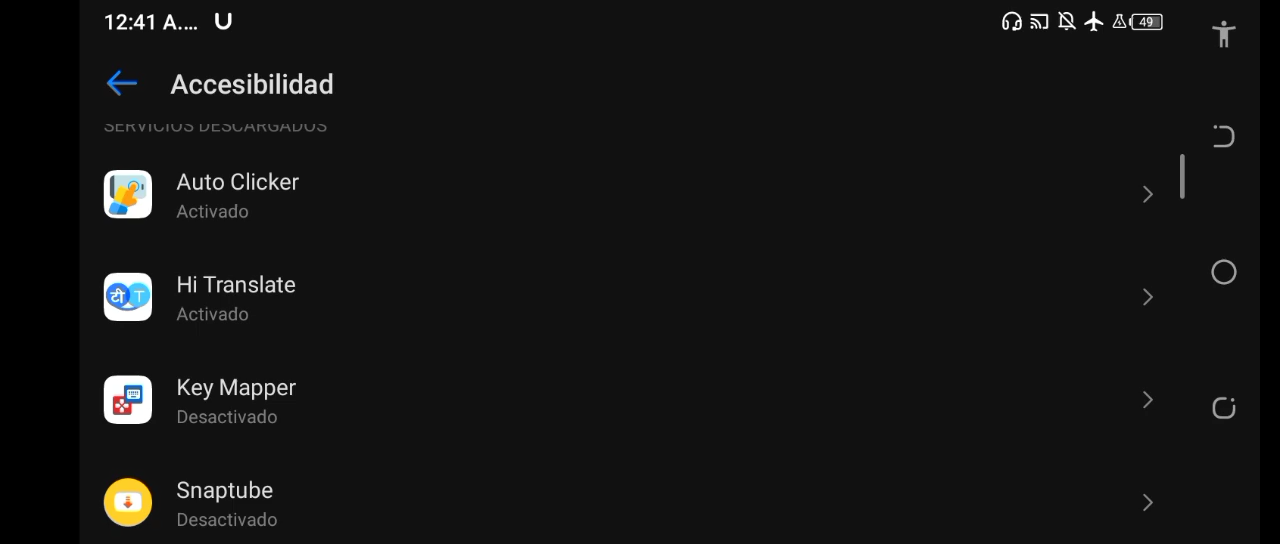 12:41 A.... U
49
Accesibilidad
SERVICIOS DESCARGADOS
Auto Clicker
Activado
Hi Translate
Activado
Key Mapper
Desactivado
Snaptube
Desactivado